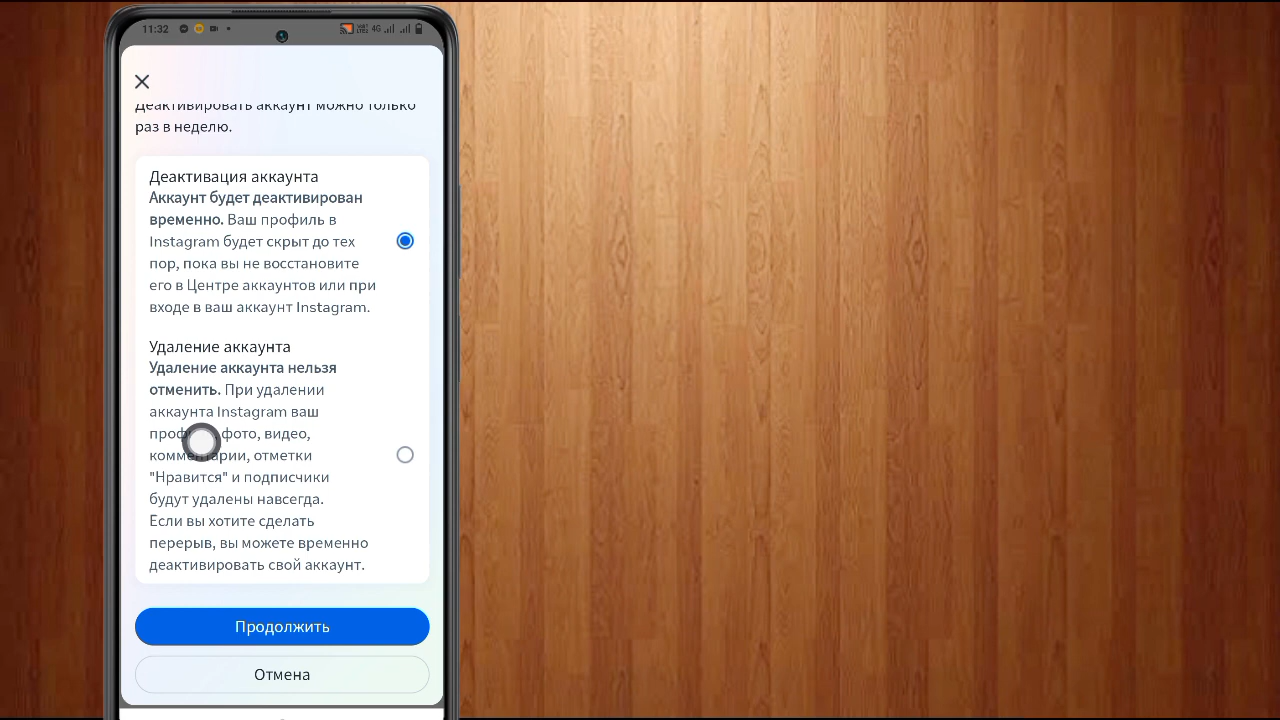 11:32
4G
Деактивировать аккаунт можно только
раз в неделю.
Деактивация аккаунта
Аккаунт будет деактивирован
временно. Ваш профиль в
Instagram будет скрыт до тех
пор, пока вы не восстановите
его в Центре аккаунтов или при
входе в ваш аккаунт Instagram.
Удаление аккаунта
Удаление аккаунта нельзя
отменить. При удалении
аккаунта Instagram ваш
фото, видео,
отметки
"Нравится" и подписчики
будут удалены навсегда.
Если вы хотите сделать
перерыв, вы можете временно
деактивировать свой аккаунт.
Продолжить
Отмена